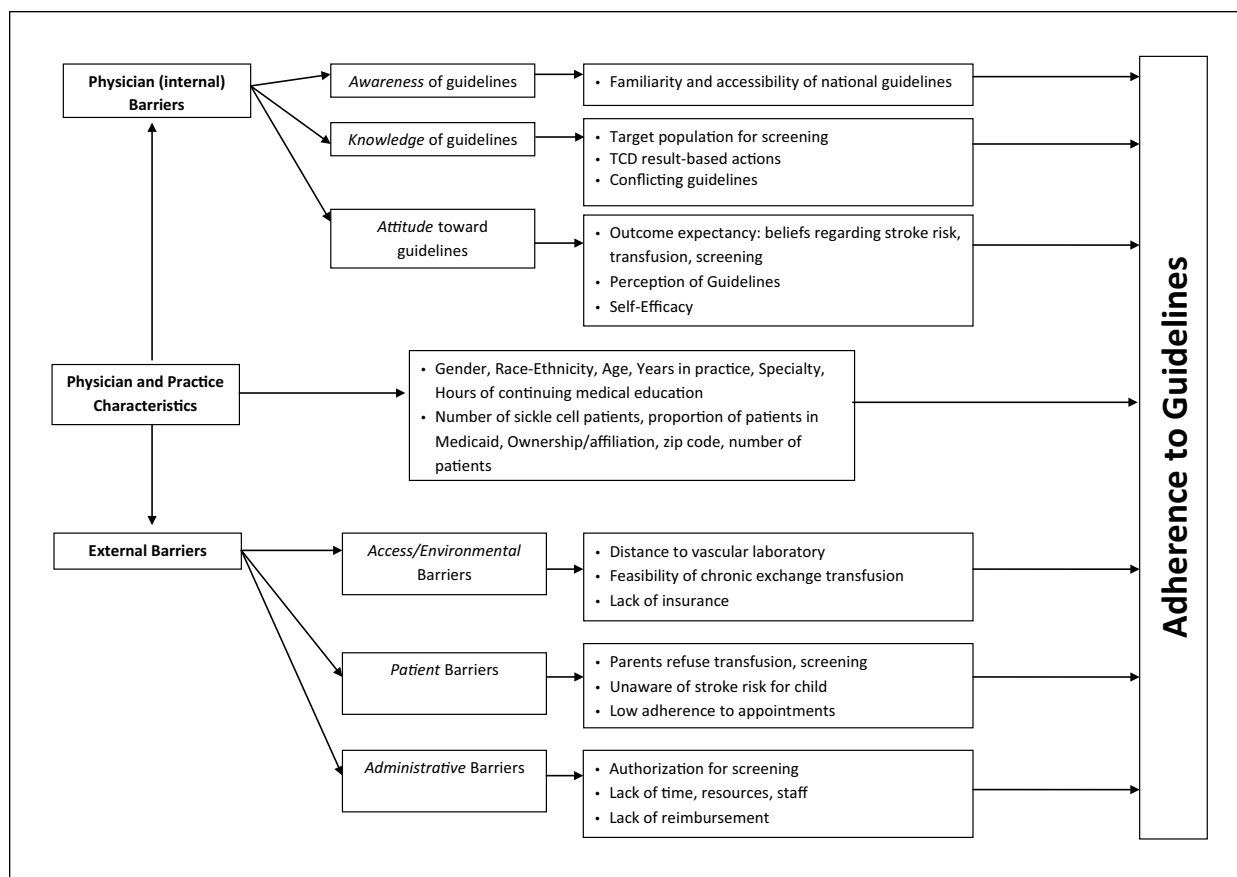 Physician (internal)
Barriers
Awareness of guidelines
• Familiarity and accessibility of national guidelines
Knowledge of guidelines
• Target population for screening
• TCD result-based actions
• Conflicting guidelines
Attitude toward
guidelines
• Outcome expectancy: beliefs regarding stroke risk,
transfusion, screening
• Perception of Guidelines
• Self-Efficacy
Physician and Practice
Characteristics
• Gender, Race-Ethnicity, Age, Years in practice, Specialty,
Hours of continuing medical education
• Number of sickle cell patients, proportion of patients in
Medicaid, Ownership/affiliation, zip code, number of
patients
External Barriers
Access/Environmental
Barriers
• Distance to vascular laboratory
• Feasibility of chronic exchange transfusion
• Lack of insurance
Patient Barriers
• Parents refuse transfusion, screening
• Unaware of stroke risk for child
• Low adherence to appointments
Administrative Barriers
• Authorization for screening
• Lack of time, resources, staff
• Lack of reimbursement
Adherence to Guidelines